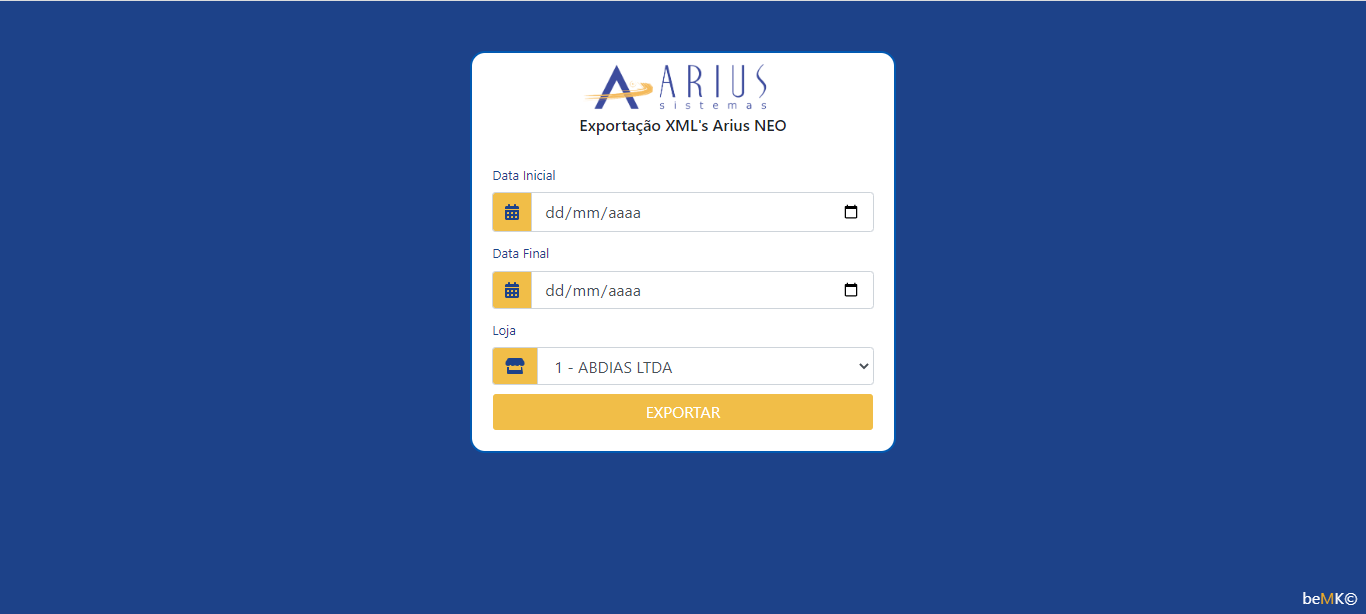 ARIUS
sistemas
Exportação XML's Arius NEO
Data Inicial
dd/mm/aaaa
Data Final
dd/mm/aaaa
Loja
1 - ABDIAS LTDA
EXPORTAR
beMK©